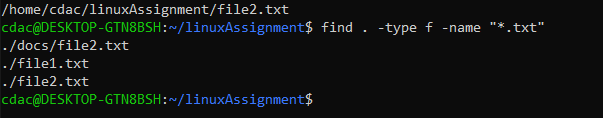 /home/cdac/linuxAssignment/file2.txt
cdac@DESKTOP-GTN8BSH:~/linuxAssignment$ find . -type f -name "*.txt"
./docs/file2.txt
./file1.txt
./file2.txt
cdac@DESKTOP-GTN8BSH:~/linuxAssignment$